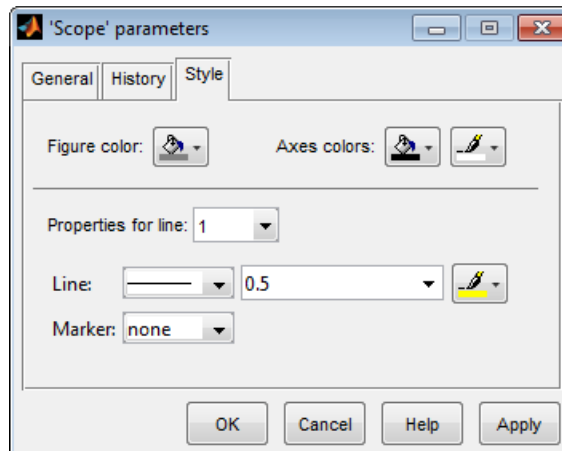 'Scope' parameters
General History Style
Figure color: Axes colors:
Properties for line: 1
Line: 0.5
Marker: none
OK Cancel Help Apply